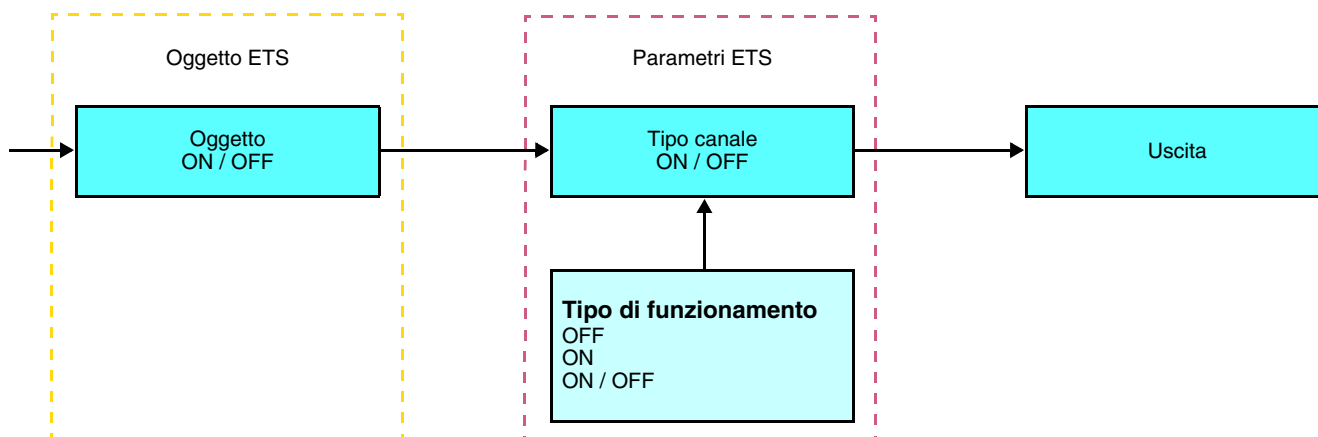 Oggetto ETS
Parametri ETS
Oggetto
ON / OFF
Tipo canale
ON / OFF
Uscita
Tipo di funzionamento
OFF
ON
ON / OFF